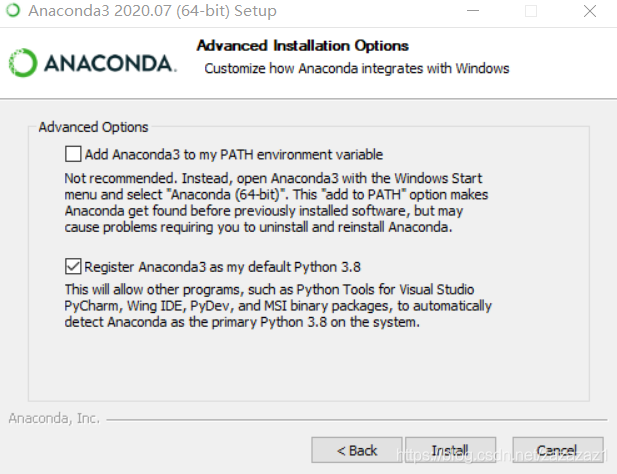 Anaconda3 2020.07 (64-bit) Setup
Advanced Installation Options
Customize how Anaconda integrates with Windows
ANACONDA.
Advanced Options
Add Anaconda3 to my PATH environment variable
Not recommended. Instead, open Anaconda3 with the Windows Start
menu and select "Anaconda (64-bit)". This "add to PATH" option makes
Anaconda get found before previously installed software, but may
cause problems requiring you to uninstall and reinstall Anaconda.
Register Anaconda3 as my default Python 3.8
This will allow other programs, such as Python Tools for Visual Studio
PyCharm, Wing IDE, PyDev, and MSI binary packages, to automatically
detect Anaconda as the primary Python 3.8 on the system.
Anaconda, Inc.
< Back
Install
Cancel